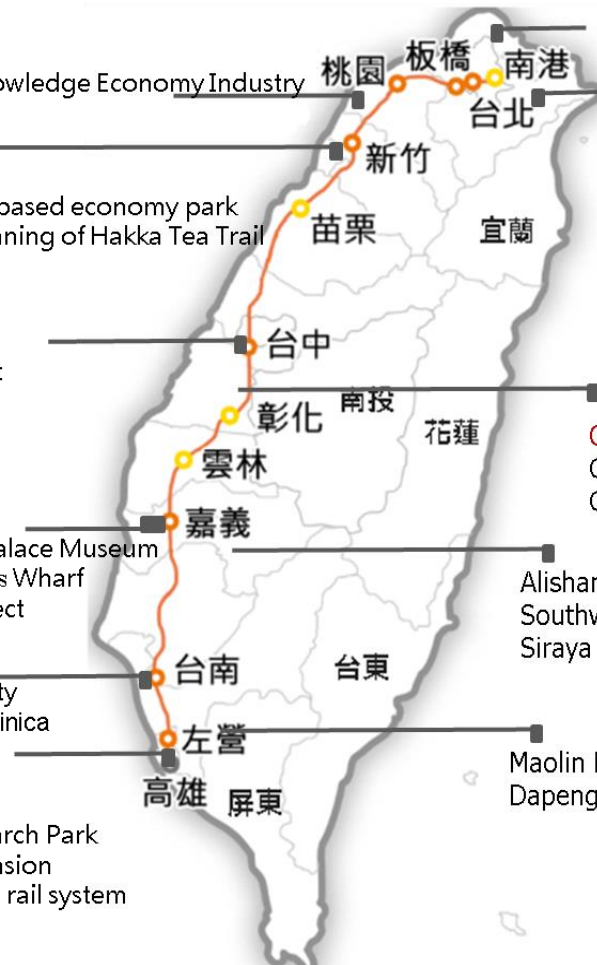 桃園
板橋
南港
台北
owledge Economy Industry
新竹
based economy park
ning of Hakka Tea Trail
苗栗
宜蘭
台中
南投
彰化
花蓮
雲林
嘉義
alace Museum
s Wharf
ect
Alishan
Siraya
台南
台東
ty
inica
左營
Maolin
Dapeng
高雄
屏東
arch Park
nsion
rail system